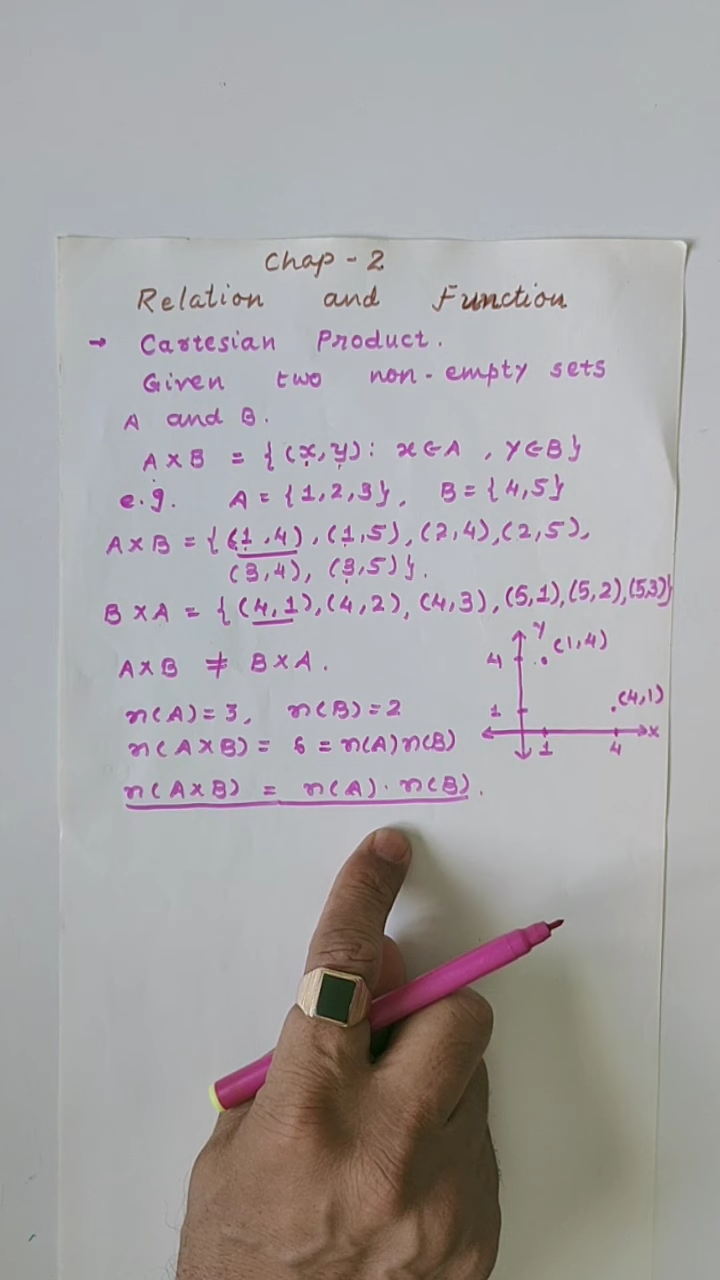 Chap - 2
Relation and Function
→ Cartesian Product.
Given two non-empty sets
A and B.
A×B = {(x,y): x∈A , y∈B}
e.g. A = {1,2,3}, B = {4,5}
A×B = {(1,4), (1,5), (2,4), (2,5),
(3,4), (3,5)}.
B×A = {(4,1), (4,2), (4,3), (5,1), (5,2), (5,3)}
A×B ≠ B×A.
n(A)=3, n(B)=2
n(A×B) = 6 = n(A)n(B)
n(A×B) = n(A)·n(B).
Y
(1,4)
4
(4,1)
1
x
1 4